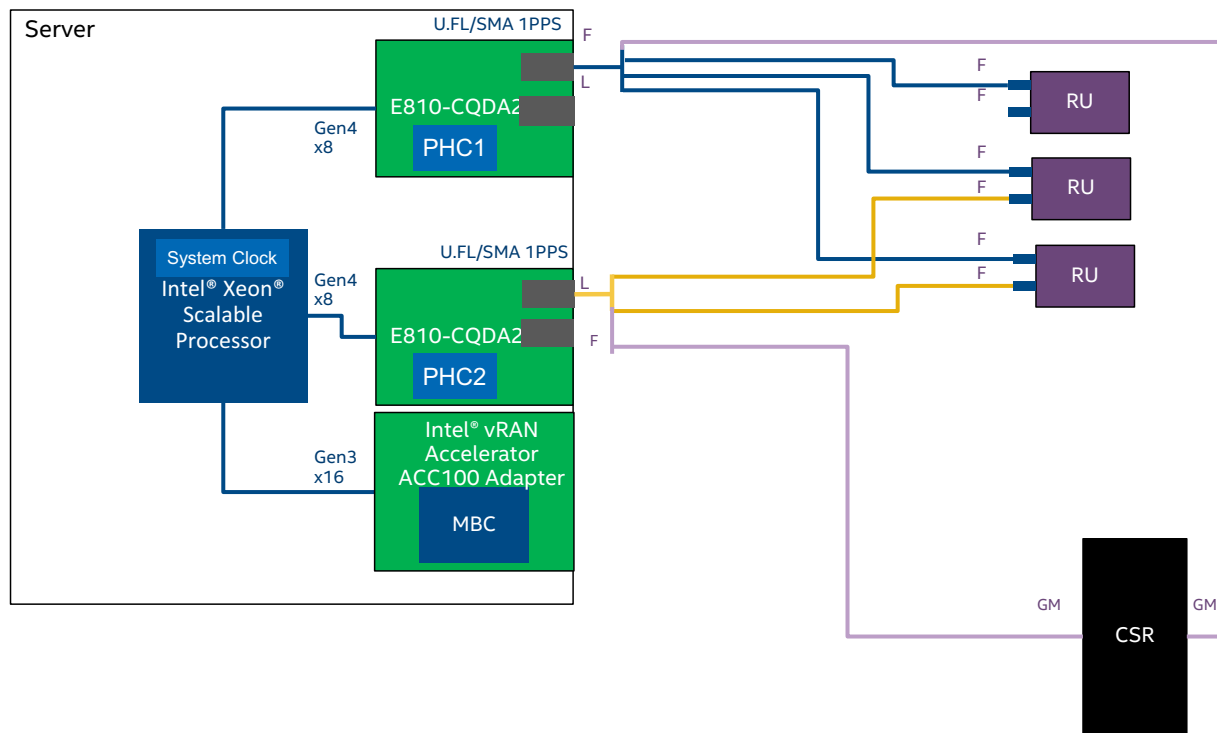 Server
U.FL/SMA 1PPS
F
L
E810-CQDA2
PHC1
Gen4
x8
F
F
RU
F
F
RU
F
F
RU
System Clock
Intel® Xeon®
Scalable
Processor
Gen4
x8
U.FL/SMA 1PPS
L
F
E810-CQDA2
PHC2
Gen3
x16
Intel® vRAN
Accelerator
ACC100 Adapter
MBC
GM
CSR
GM